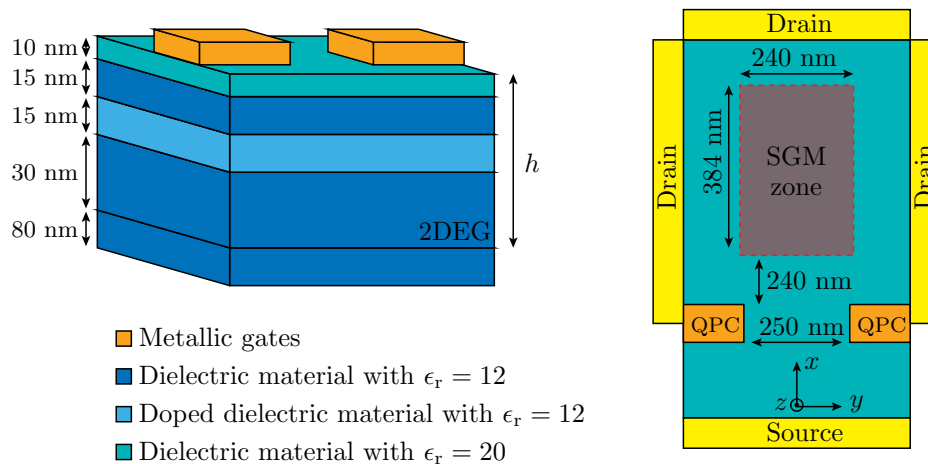 10 nm
15 nm
15 nm
30 nm
80 nm
h
2DEG
Metallic gates
Dielectric material with ϵr = 12
Doped dielectric material with ϵr = 12
Dielectric material with ϵr = 20
Drain
240 nm
384 nm
SGM
zone
Drain
Drain
240 nm
QPC
250 nm
QPC
x
z
y
Source